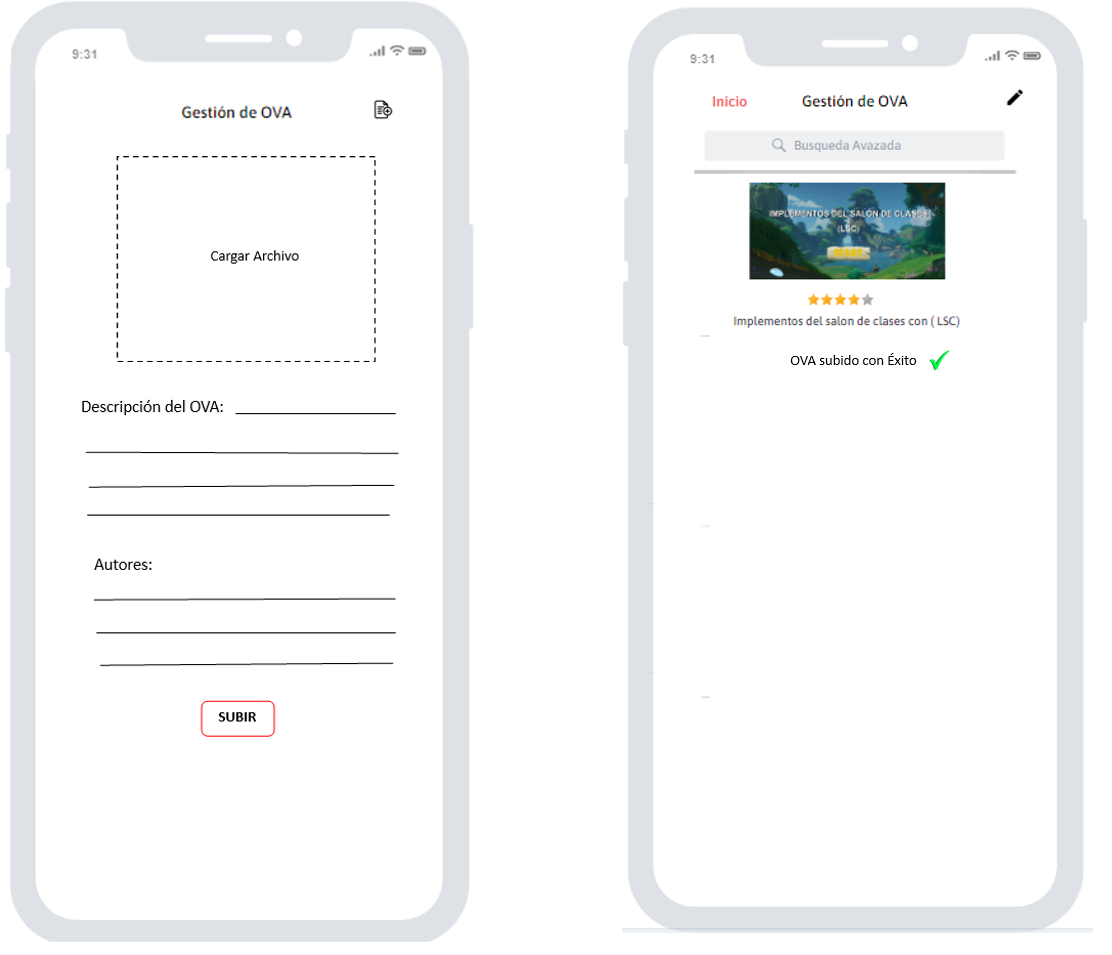 9:31
Gestión de OVA
Cargar Archivo
Descripción del OVA:
Autores:
SUBIR
9:31
Inicio
Gestión de OVA
Busqueda Avazada
IMPLEMENTOS DEL SALÓN DE CLASES
(LSC)
START
Implementos del salon de clases con ( LSC)
OVA subido con Éxito